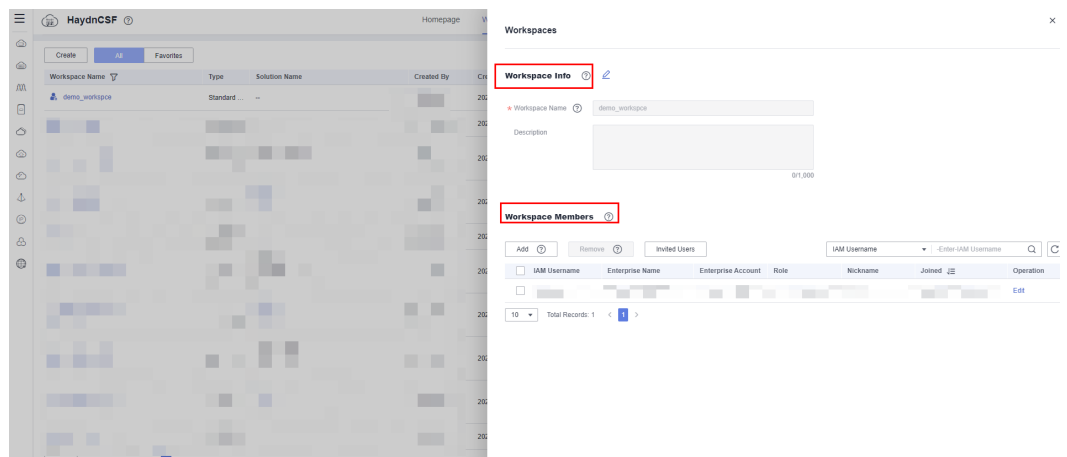 HaydnCSF
Homepage
Create
All
Favorites
Workspace Name
Type
Solution Name
Created By
demo_workspce
Standard ...
--
Workspaces
Workspace Info
* Workspace Name
demo_workspce
Description
0/1,000
Workspace Members
Add
Remove
Invited Users
IAM Username
-Enter-IAM Username
IAM Username
Enterprise Name
Enterprise Account
Role
Nickname
Joined
Operation
Edit
10
Total Records: 1
1